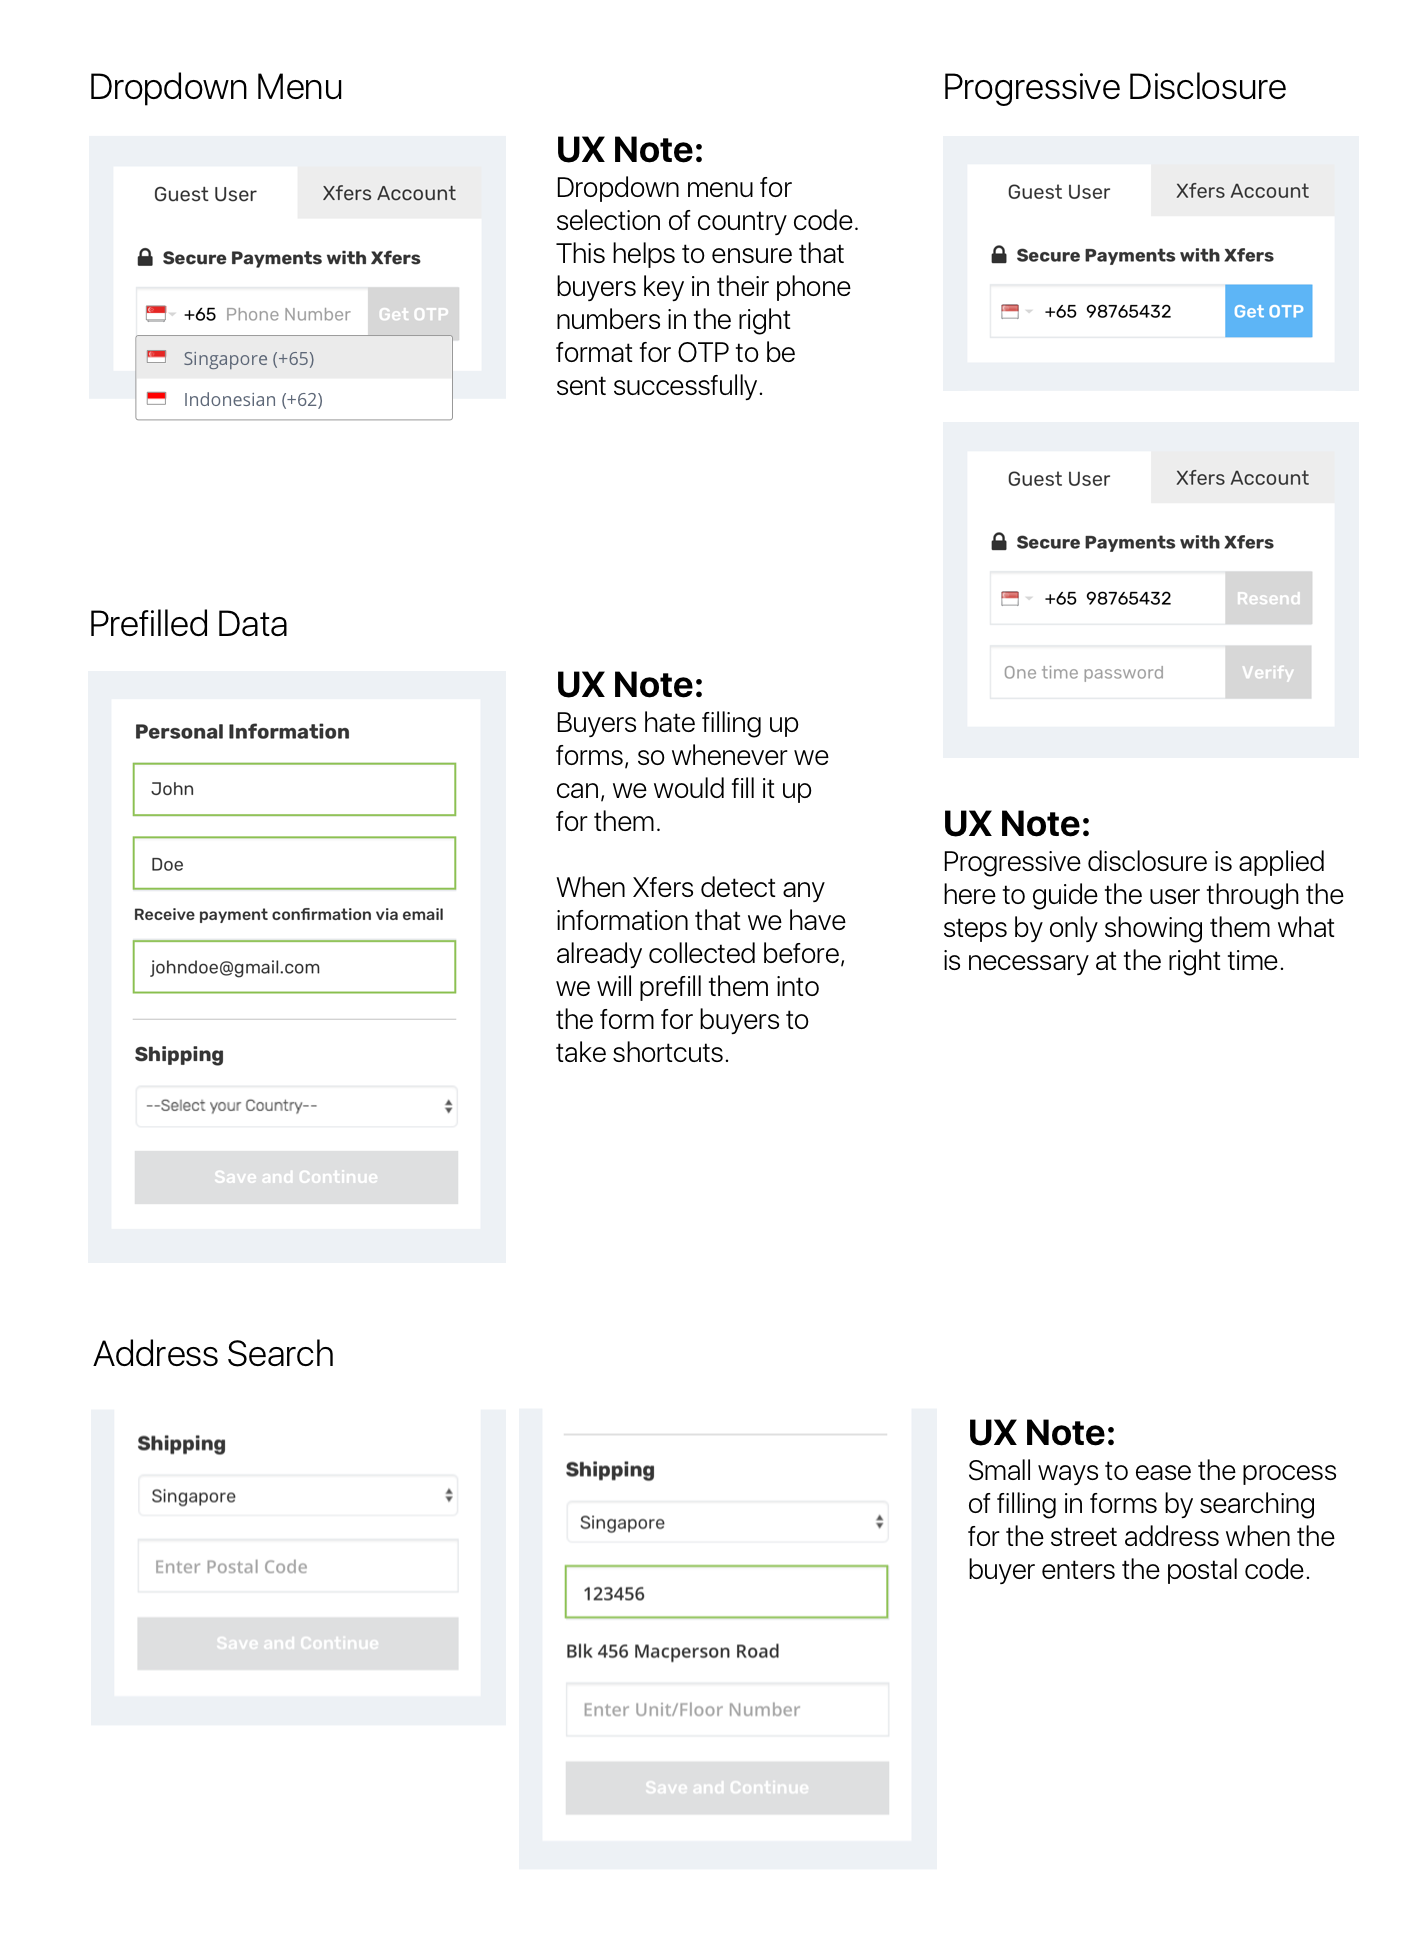 Dropdown Menu
Guest User
Xfers Account
Secure Payments with Xfers
+65 Phone Number
Get OTP
Singapore (+65)
Indonesian (+62)
UX Note:
Dropdown menu for
selection of country code.
This helps to ensure that
buyers key in their phone
numbers in the right
format for OTP to be
sent successfully.
Progressive Disclosure
Guest User
Xfers Account
Secure Payments with Xfers
+65 98765432
Get OTP
Guest User
Xfers Account
Secure Payments with Xfers
+65 98765432
Resend
One time password
Verify
UX Note:
Progressive disclosure is applied
here to guide the user through the
steps by only showing them what
is necessary at the right time.
Prefilled Data
Personal Information
John
Doe
Receive payment confirmation via email
johndoe@gmail.com
Shipping
--Select your Country--
Save and Continue
UX Note:
Buyers hate filling up
forms, so whenever we
can, we would fill it up
for them.
When Xfers detect any
information that we have
already collected before,
we will prefill them into
the form for buyers to
take shortcuts.
Address Search
Shipping
Singapore
Enter Postal Code
Save and Continue
Shipping
Singapore
123456
Blk 456 Macperson Road
Enter Unit/Floor Number
Save and Continue
UX Note:
Small ways to ease the process
of filling in forms by searching
for the street address when the
buyer enters the postal code.